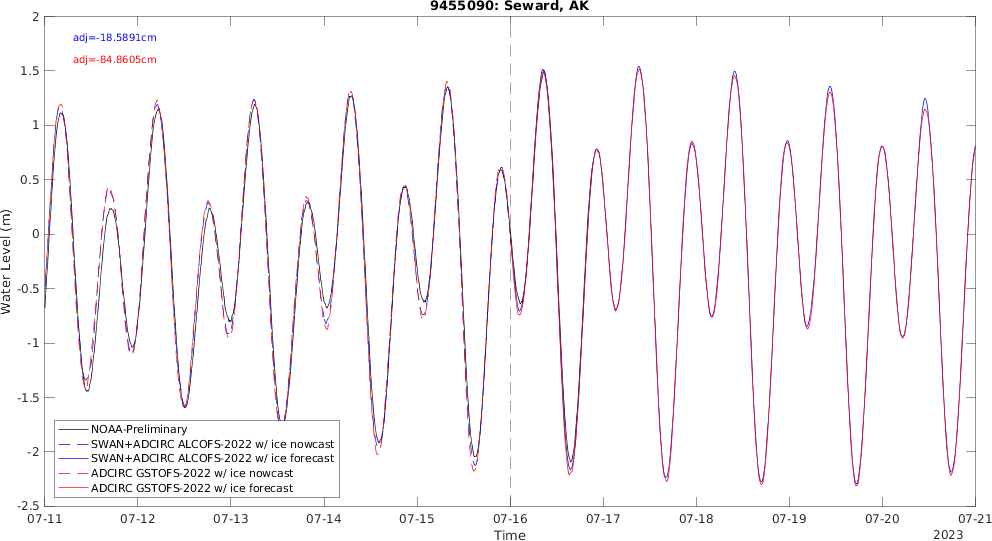 9455090: Seward, AK
adj=-18.5891cm
adj=-84.8605cm
2
1.5
1
0.5
0
-0.5
-1
-1.5
-2
-2.5
Water Level (m)
NOAA-Preliminary
SWAN+ADCIRC ALCOFS-2022 w/ ice nowcast
SWAN+ADCIRC ALCOFS-2022 w/ ice forecast
ADCIRC GSTOFS-2022 w/ ice nowcast
ADCIRC GSTOFS-2022 w/ ice forecast
07-11 07-12 07-13 07-14 07-15 07-16 07-17 07-18 07-19 07-20 07-21
Time
2023